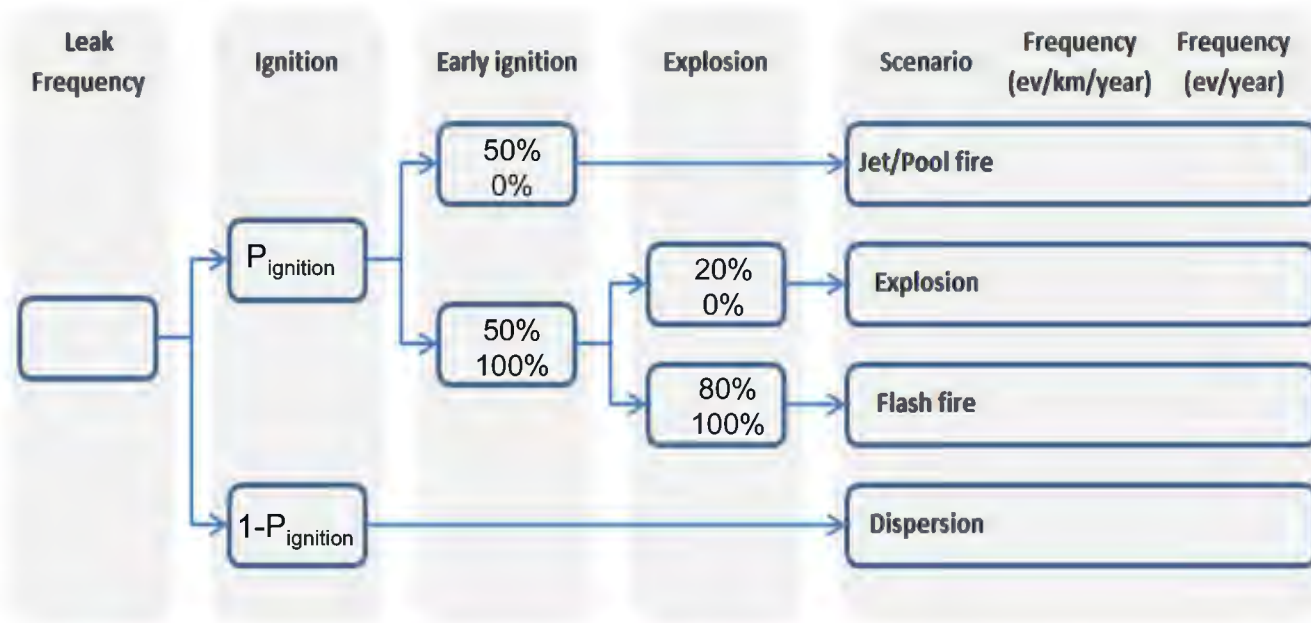 Leak
Frequency
Ignition
Early ignition
Explosion
Scenario
Frequency
(ev/km/year)
Frequency
(ev/year)
50%
0%
Jet/Pool fire
Pignition
20%
0%
Explosion
50%
100%
80%
100%
Flash fire
1-Pignition
Dispersion